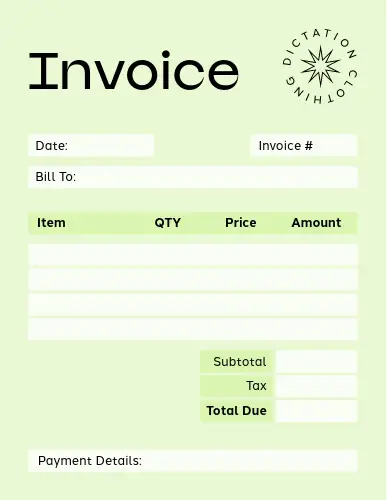 Invoice
DICTATION CLOTHING
Date:
Invoice #
Bill To:
Item QTY Price Amount
Subtotal
Tax
Total Due
Payment Details: